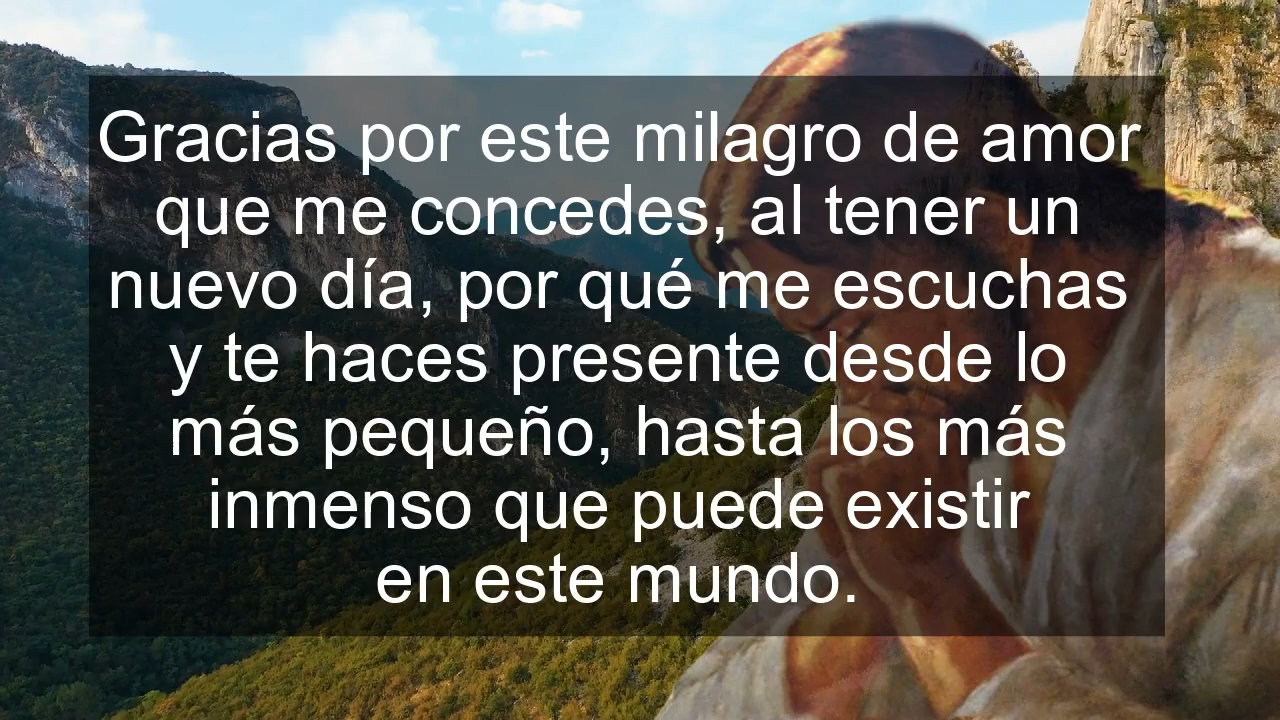 Gracias por este milagro de amor
que me concedes, al tener un
nuevo día, por qué me escuchas
y te haces presente desde lo
más pequeño, hasta los más
inmenso que puede existir
en este mundo.